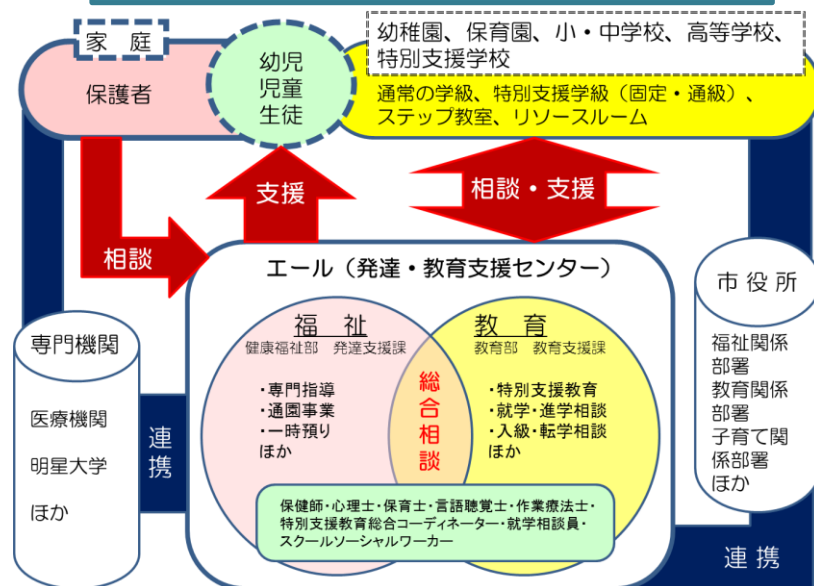 家 庭
保護者
幼児
児童
生徒
幼稚園、保育園、小・中学校、高等学校、
特別支援学校
通常の学級、特別支援学級（固定・通級）、
ステップ教室、リソースルーム
支援
相談・支援
相談
エール（発達・教育支援センター）
福 祉
健康福祉部 発達支援課
・専門指導
・通園事業
・一時預り
ほか
総合相談
教 育
教育部 教育支援課
・特別支援教育
・就学・進学相談
・入級・転学相談
ほか
保健師・心理士・保育士・言語聴覚士・作業療法士・
特別支援教育総合コーディネーター・就学相談員・
スクールソーシャルワーカー
専門機関
医療機関
明星大学
ほか
連携
市 役 所
福祉関係
部署
教育関係
部署
子育て関
係部署
ほか
連 携